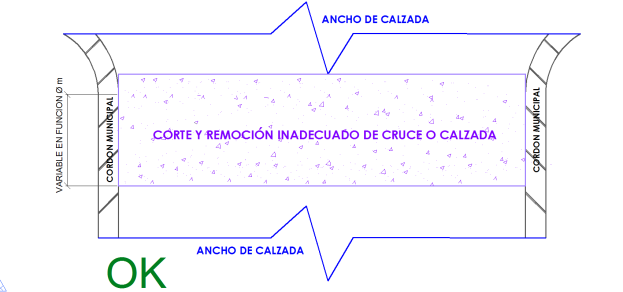 ANCHO DE CALZADA
VARIABLE EN FUNCION Ø m
CORDON MUNICIPAL
CORTE Y REMOCIÓN INADECUADO DE CRUCE O CALZADA
CORDON MUNICIPAL
ANCHO DE CALZADA
OK